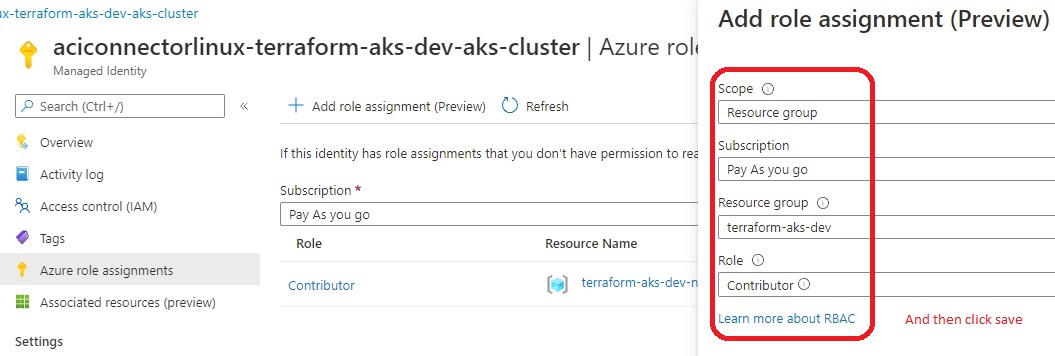 ux-terraform-aks-dev-aks-cluster
aciconnectorlinux-terraform-aks-dev-aks-cluster | Azure rol
Managed Identity
Search (Ctrl+/)
«
Overview
Activity log
Access control (IAM)
Tags
Azure role assignments
Associated resources (preview)
Settings
Add role assignment (Preview)
Refresh
If this identity has role assignments that you don't have permission to rea
Subscription *
Pay As you go
Role
Resource Name
Contributor
terraform-aks-dev-n
Add role assignment (Preview)
Scope
Resource group
Subscription
Pay As you go
Resource group
terraform-aks-dev
Role
Contributor
Learn more about RBAC
And then click save